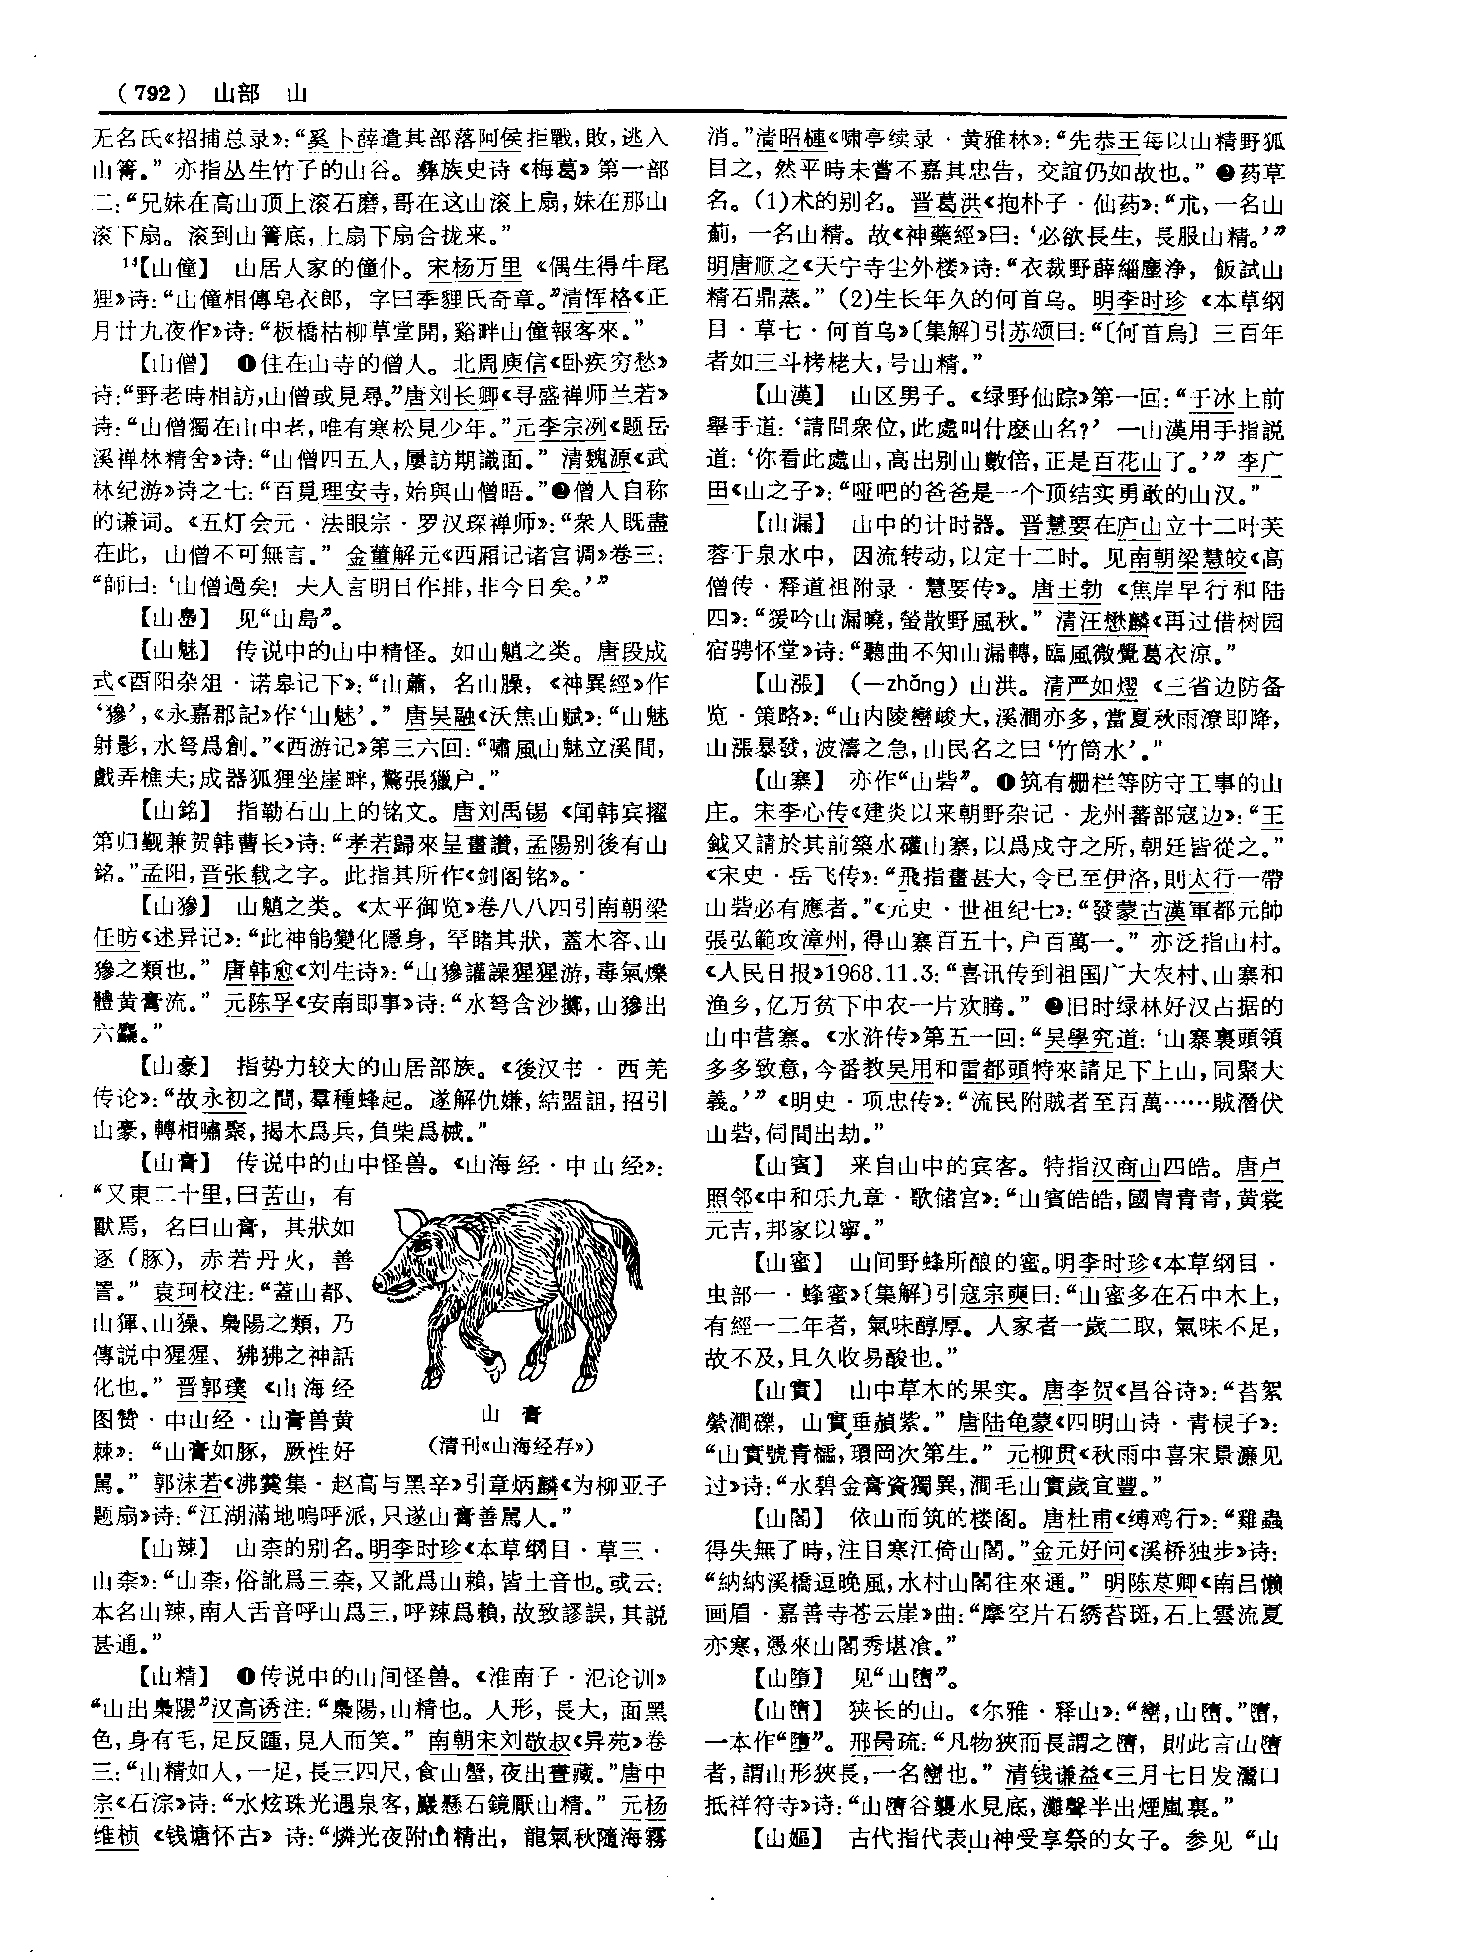 （792） 山部 山
无名氏《招捕总录》：“奚卜薛遣其部落阿侯拒戰，敗，逃入
山箐。” 亦指丛生竹子的山谷。彝族史诗《梅葛》第一部
二：“兄妹在高山顶上滚石磨，哥在这山滚上扇，妹在那山
滚下扇。滚到山箐底，上扇下扇合拢来。”
14【山僮】 山居人家的僮仆。宋杨万里《偶生得牛尾
狸》诗：“山僮相傳皂衣郎，字曰季貍氏奇章。”清恽格《正
月廿九夜作》诗：“板橋枯柳草堂開，谿畔山僮報客來。”
【山僧】 ❶住在山寺的僧人。北周庾信《卧疾穷愁》
诗：“野老時相訪，山僧或見尋。”唐刘长卿《寻盛禅师兰若》
诗：“山僧獨在山中老，唯有寒松見少年。”元李宗冽《题岳
溪禅林精舍》诗：“山僧四五人，屢訪期識面。” 清魏源《武
林纪游》诗之七：“百覓理安寺，始與山僧晤。”❷僧人自称
的谦词。《五灯会元·法眼宗·罗汉琛禅师》：“衆人既盡
在此，山僧不可無言。” 金董解元《西厢记诸宫调》卷三：
“師曰：‘山僧過矣！夫人言明日作排，非今日矣。’”
【山嶌】 见“山島”。
【山魅】 传说中的山中精怪。如山魈之类。唐段成
式《酉阳杂俎·诺皋记下》：“山蕭，名山臊，《神異經》作
‘㺑’，《永嘉郡記》作‘山魅’。” 唐吴融《沃焦山赋》：“山魅
射影，水弩爲創。”《西游记》第三六回：“嘯風山魅立溪間，
戲弄樵夫；成器狐狸坐崖畔，驚張獵户。”
【山銘】 指勒石山上的铭文。唐刘禹锡《闻韩宾擢
第归觐兼贺韩曹长》诗：“孝若歸來呈畫讚，孟陽别後有山
銘。”孟阳，晋张载之字。此指其所作《剑阁铭》。
【山㺑】 山魈之类。《太平御览》卷八八四引南朝梁
任昉《述异记》：“此神能變化隱身，罕睹其狀，蓋木容、山
㺑之類也。” 唐韩愈《刘生诗》：“山㺑讙譟猩猩游，毒氣爍
體黄膏流。” 元陈孚《安南即事》诗：“水弩含沙擲，山㺑出
穴麤。”
【山豪】 指势力较大的山居部族。《後汉书·西羌
传论》：“故永初之間，羣種蜂起。遂解仇嫌，結盟詛，招引
山豪，轉相嘯聚，揭木爲兵，負柴爲械。”
【山膏】 传说中的山中怪兽。《山海经·中山经》：
“又東二十里，曰苦山，有
獸焉，名曰山膏，其狀如
逐（豚），赤若丹火，善
詈。” 袁珂校注：“蓋山都、
山㺟、山𤢖、梟陽之類，乃
傳説中猩猩、狒狒之神話
化也。” 晋郭璞《山海经
图赞·中山经·山膏兽黄
棘》：“山膏如豚，厥性好
駡。” 郭沫若《沸羹集·赵高与黑辛》引章炳麟《为柳亚子
题扇》诗：“江湖滿地嗚呼派，只逐山膏善駡人。”
山 膏
（清刊《山海经存》）
【山辣】 山柰的别名。明李时珍《本草纲目·草三·
山柰》：“山柰，俗訛爲三柰，又訛爲山賴，皆土音也。或云：
本名山辣，南人舌音呼山爲三，呼辣爲賴，故致謬誤，其説
甚通。”
【山精】 ❶传说中的山间怪兽。《淮南子·氾论训》
“山出梟陽”汉高诱注：“梟陽，山精也。人形，長大，面黑
色，身有毛，足反踵，見人而笑。” 南朝宋刘敬叔《异苑》卷
三：“山精如人，一足，長三四尺，食山蟹，夜出晝藏。”唐中
宗《石淙》诗：“水炫珠光遇泉客，巖懸石鏡厭山精。” 元杨
维桢《钱塘怀古》诗：“燐光夜附山精出，龍氣秋隨海霧
消。”清昭槤《啸亭续录·黄雅林》：“先恭王每以山精野狐
目之，然平時未嘗不嘉其忠告，交誼仍如故也。” ❷药草
名。(1)术的别名。晋葛洪《抱朴子·仙药》：“朮，一名山
薊，一名山精。故《神藥經》曰：‘必欲長生，長服山精。’”
明唐顺之《天宁寺尘外楼》诗：“衣裁野薜緇塵浄，飯試山
精石鼎蒸。” (2)生长年久的何首乌。明李时珍《本草纲
目·草七·何首乌》〔集解〕引苏颂曰：“〔何首烏〕三百年
者如三斗栲栳大，号山精。”
【山漢】 山区男子。《绿野仙踪》第一回：“于冰上前
舉手道：‘請問衆位，此處叫什麽山名？’ 一山漢用手指説
道：‘你看此處山，高出别山數倍，正是百花山了。’” 李广
田《山之子》：“哑吧的爸爸是一个顶结实勇敢的山汉。”
【山漏】 山中的计时器。晋慧要在庐山立十二叶芙
蓉于泉水中，因流转动，以定十二时。见南朝梁慧皎《高
僧传·释道祖附录·慧要传》。唐王勃《焦岸早行和陆
四》：“猨吟山漏曉，螢散野風秋。” 清汪懋麟《再过借树园
宿骋怀堂》诗：“聽曲不知山漏轉，臨風微覺葛衣涼。”
【山漲】 （—zhǎng）山洪。清严如熤《三省边防备
览·策略》：“山内陵巒峻大，溪澗亦多，當夏秋雨潦即降，
山漲暴發，波濤之急，山民名之曰‘竹筒水’。”
【山寨】 亦作“山砦”。❶筑有栅栏等防守工事的山
庄。宋李心传《建炎以来朝野杂记·龙州蕃部寇边》：“王
鉞又請於其前築水礶山寨，以爲戍守之所，朝廷皆從之。”
《宋史·岳飞传》：“飛指畫甚大，令已至伊洛，則太行一帶
山砦必有應者。”《元史·世祖纪七》：“發蒙古漢軍都元帥
張弘範攻漳州，得山寨百五十，户百萬一。” 亦泛指山村。
《人民日报》1968.11.3：“喜讯传到祖国广大农村、山寨和
渔乡，亿万贫下中农一片欢腾。” ❷旧时绿林好汉占据的
山中营寨。《水浒传》第五一回：“吴學究道：‘山寨裏頭領
多多致意，今番教吴用和雷都頭特來請足下上山，同聚大
義。’” 《明史·项忠传》：“流民附賊者至百萬……賊潛伏
山砦，伺間出劫。”
【山賓】 来自山中的宾客。特指汉商山四皓。唐卢
照邻《中和乐九章·歌储宫》：“山賓皓皓，國胄青青，黄裳
元吉，邦家以寧。”
【山蜜】 山间野蜂所酿的蜜。明李时珍《本草纲目·
虫部一·蜂蜜》〔集解〕引寇宗奭曰：“山蜜多在石中木上，
有經一二年者，氣味醇厚。人家者一歲二取，氣味不足，
故不及，且久收易酸也。”
【山實】 山中草木的果实。唐李贺《昌谷诗》：“苔絮
縈澗礫，山實垂赬紫。” 唐陆龟蒙《四明山诗·青棂子》：
“山實號青櫺，環岡次第生。” 元柳贯《秋雨中喜宋景濂见
过》诗：“水碧金膏資獨異，澗毛山實歲宜豐。”
【山閣】 依山而筑的楼阁。唐杜甫《缚鸡行》：“雞蟲
得失無了時，注目寒江倚山閣。”金元好问《溪桥独步》诗：
“納納溪橋逗晚風，水村山閣往來通。” 明陈荩卿《南吕懒
画眉·嘉善寺苍云崖》曲：“摩空片石綉苔斑，石上雲流夏
亦寒，憑來山閣秀堪飡。”
【山墮】 见“山㟎”。
【山㟎】 狭长的山。《尔雅·释山》：“巒，山㟎。”㟎，
一本作“墮”。邢昺疏：“凡物狹而長謂之㟎，則此言山㟎
者，謂山形狹長，一名巒也。” 清钱谦益《三月七日发灊口
抵祥符寺》诗：“山㟎谷襲水見底，灘聲半出煙嵐裏。”
【山嫗】 古代指代表山神受享祭的女子。参见“山